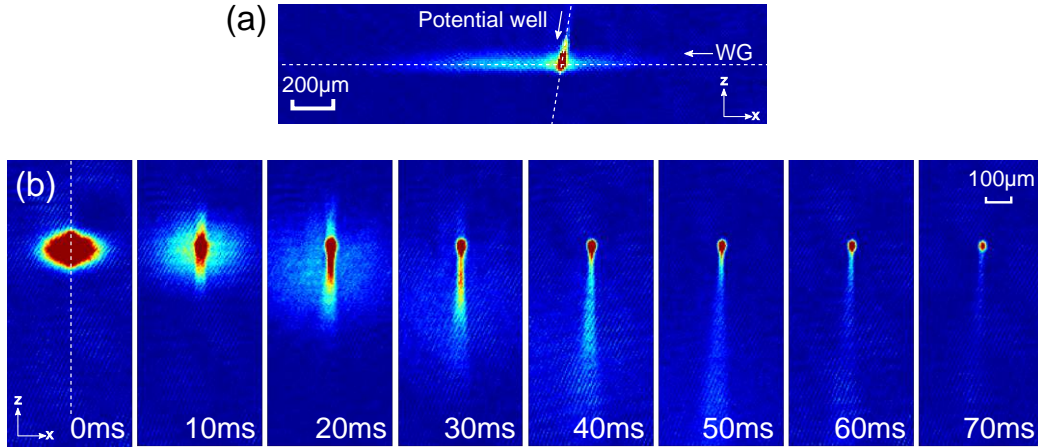 (a)
Potential well
WG
200μm
z
x
(b)
100μm
z
x
0ms
10ms
20ms
30ms
40ms
50ms
60ms
70ms